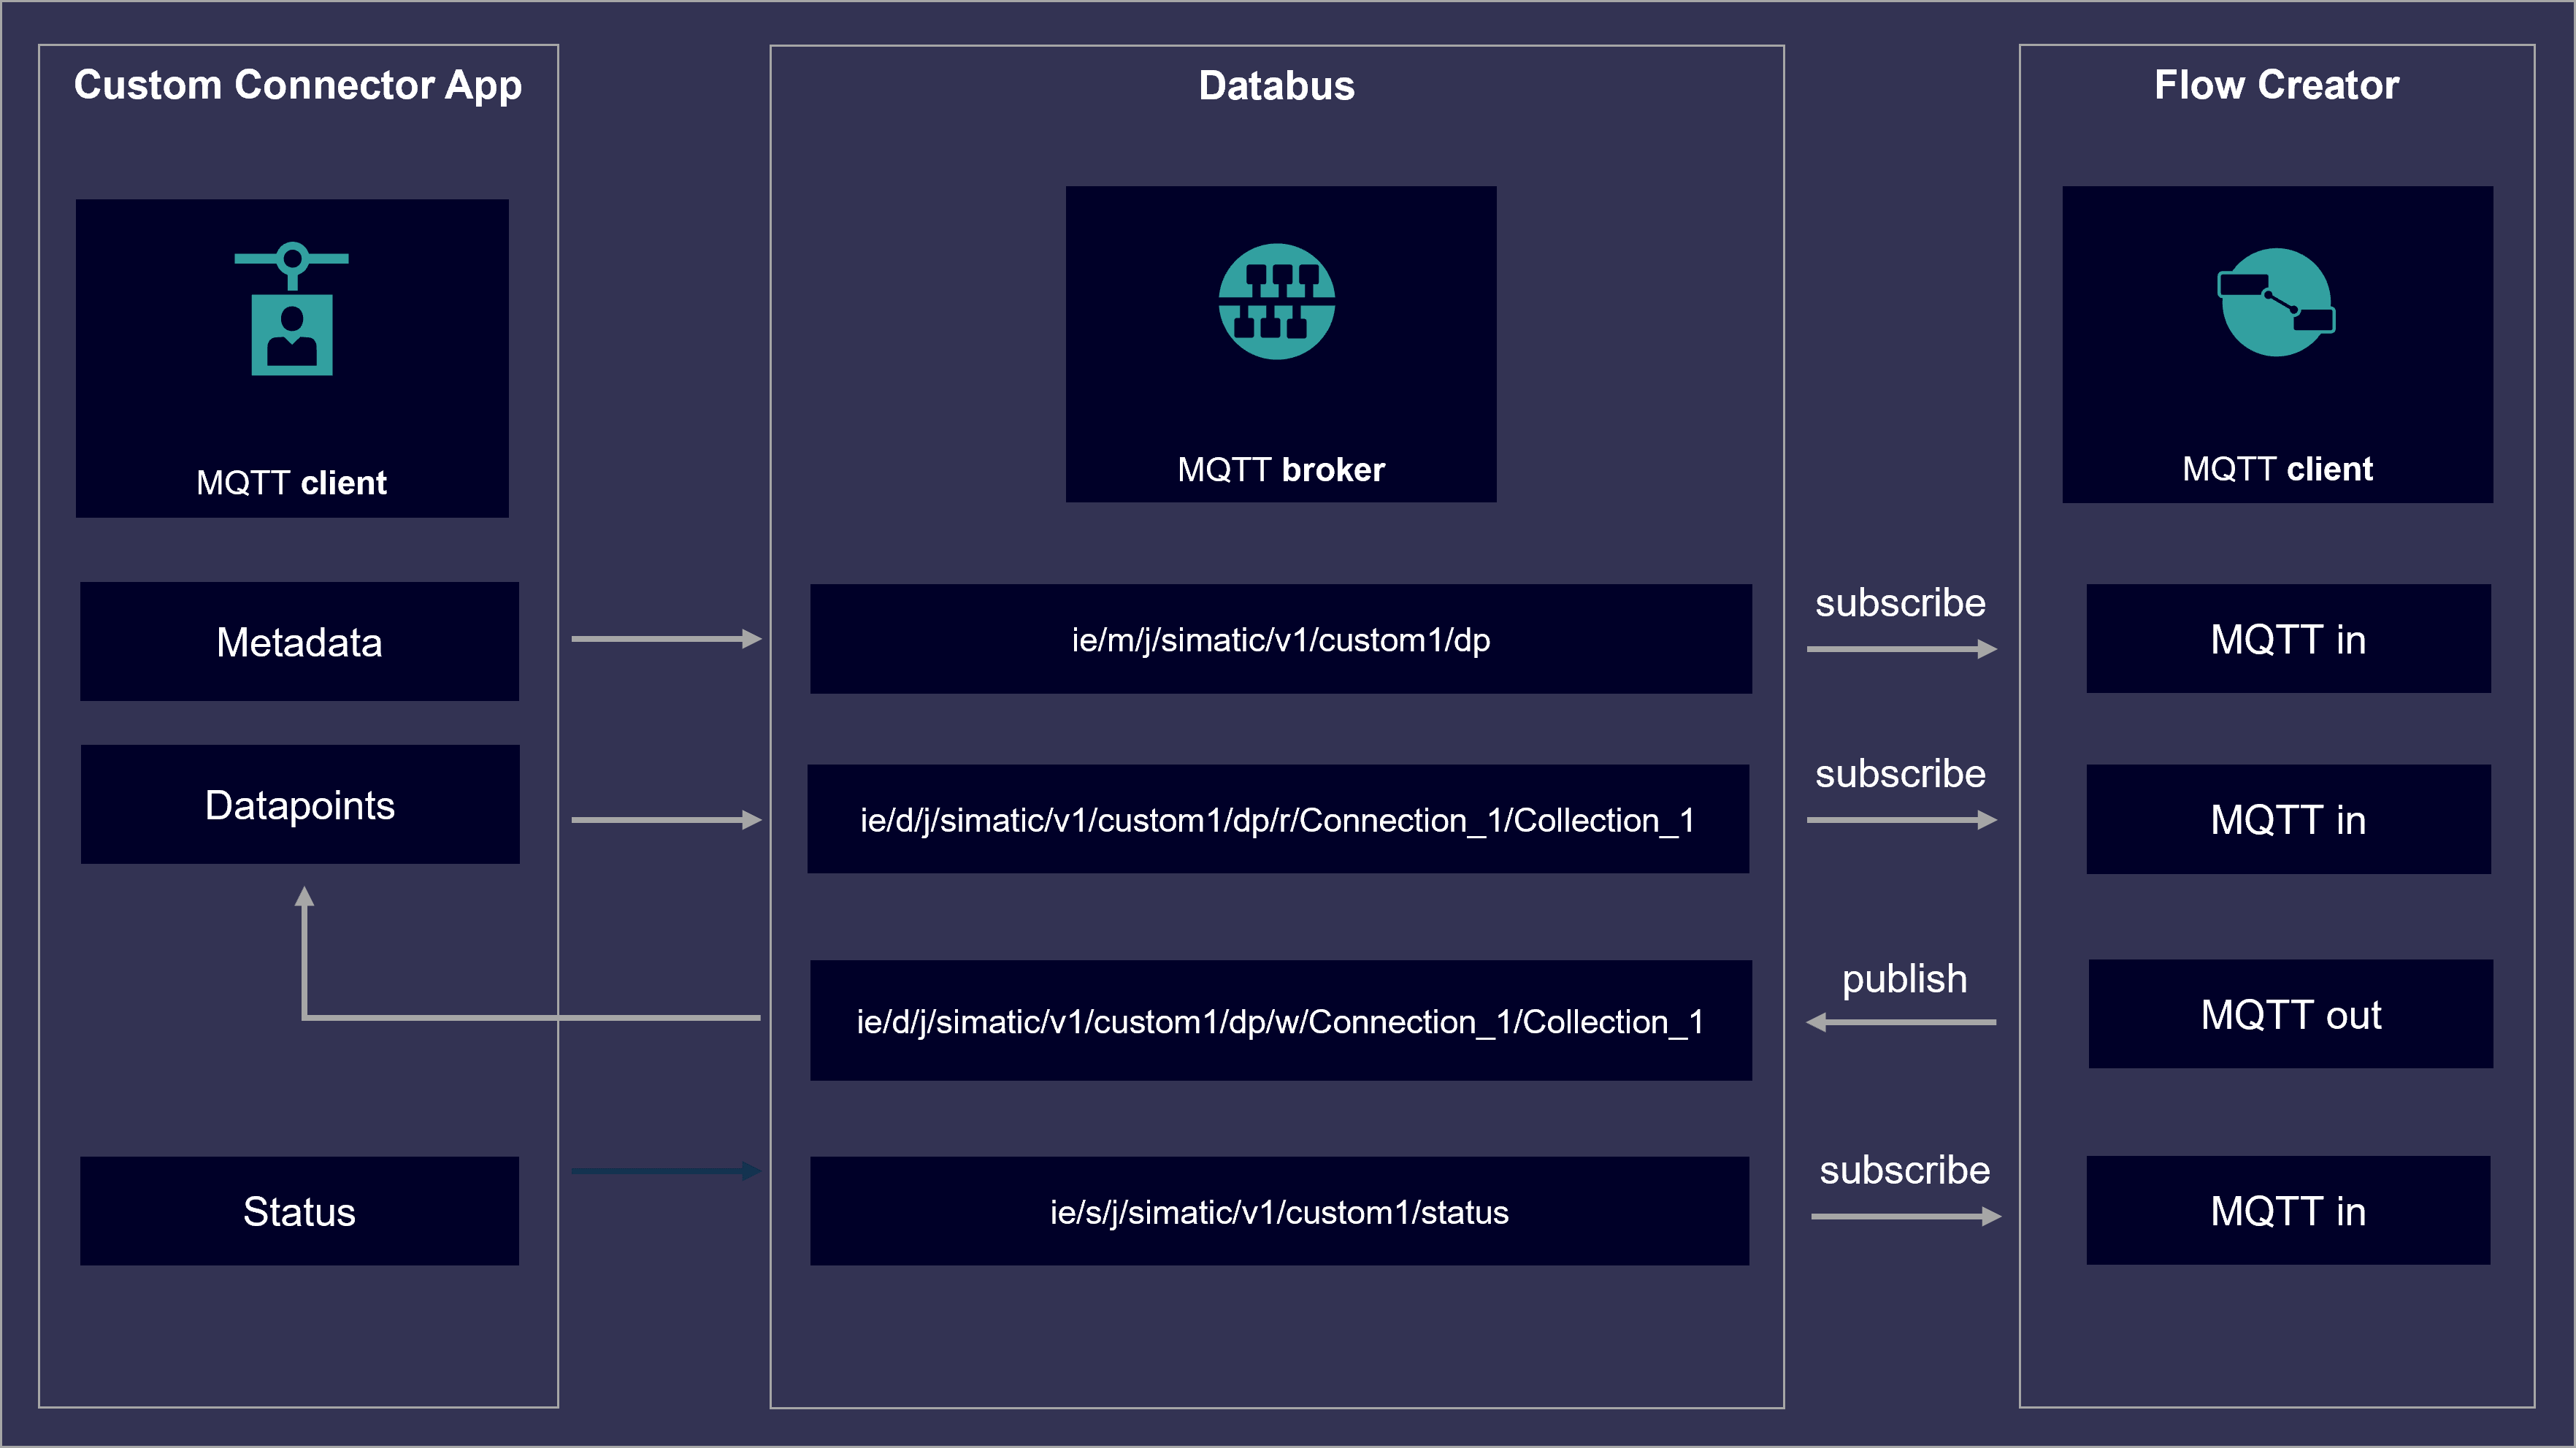 Custom Connector App
MQTT client
Metadata
Datapoints
Status
Databus
MQTT broker
ie/m/j/simatic/v1/custom1/dp
ie/d/j/simatic/v1/custom1/dp/r/Connection_1/Collection_1
ie/d/j/simatic/v1/custom1/dp/w/Connection_1/Collection_1
ie/s/j/simatic/v1/custom1/status
subscribe
subscribe
publish
subscribe
Flow Creator
MQTT client
MQTT in
MQTT in
MQTT out
MQTT in